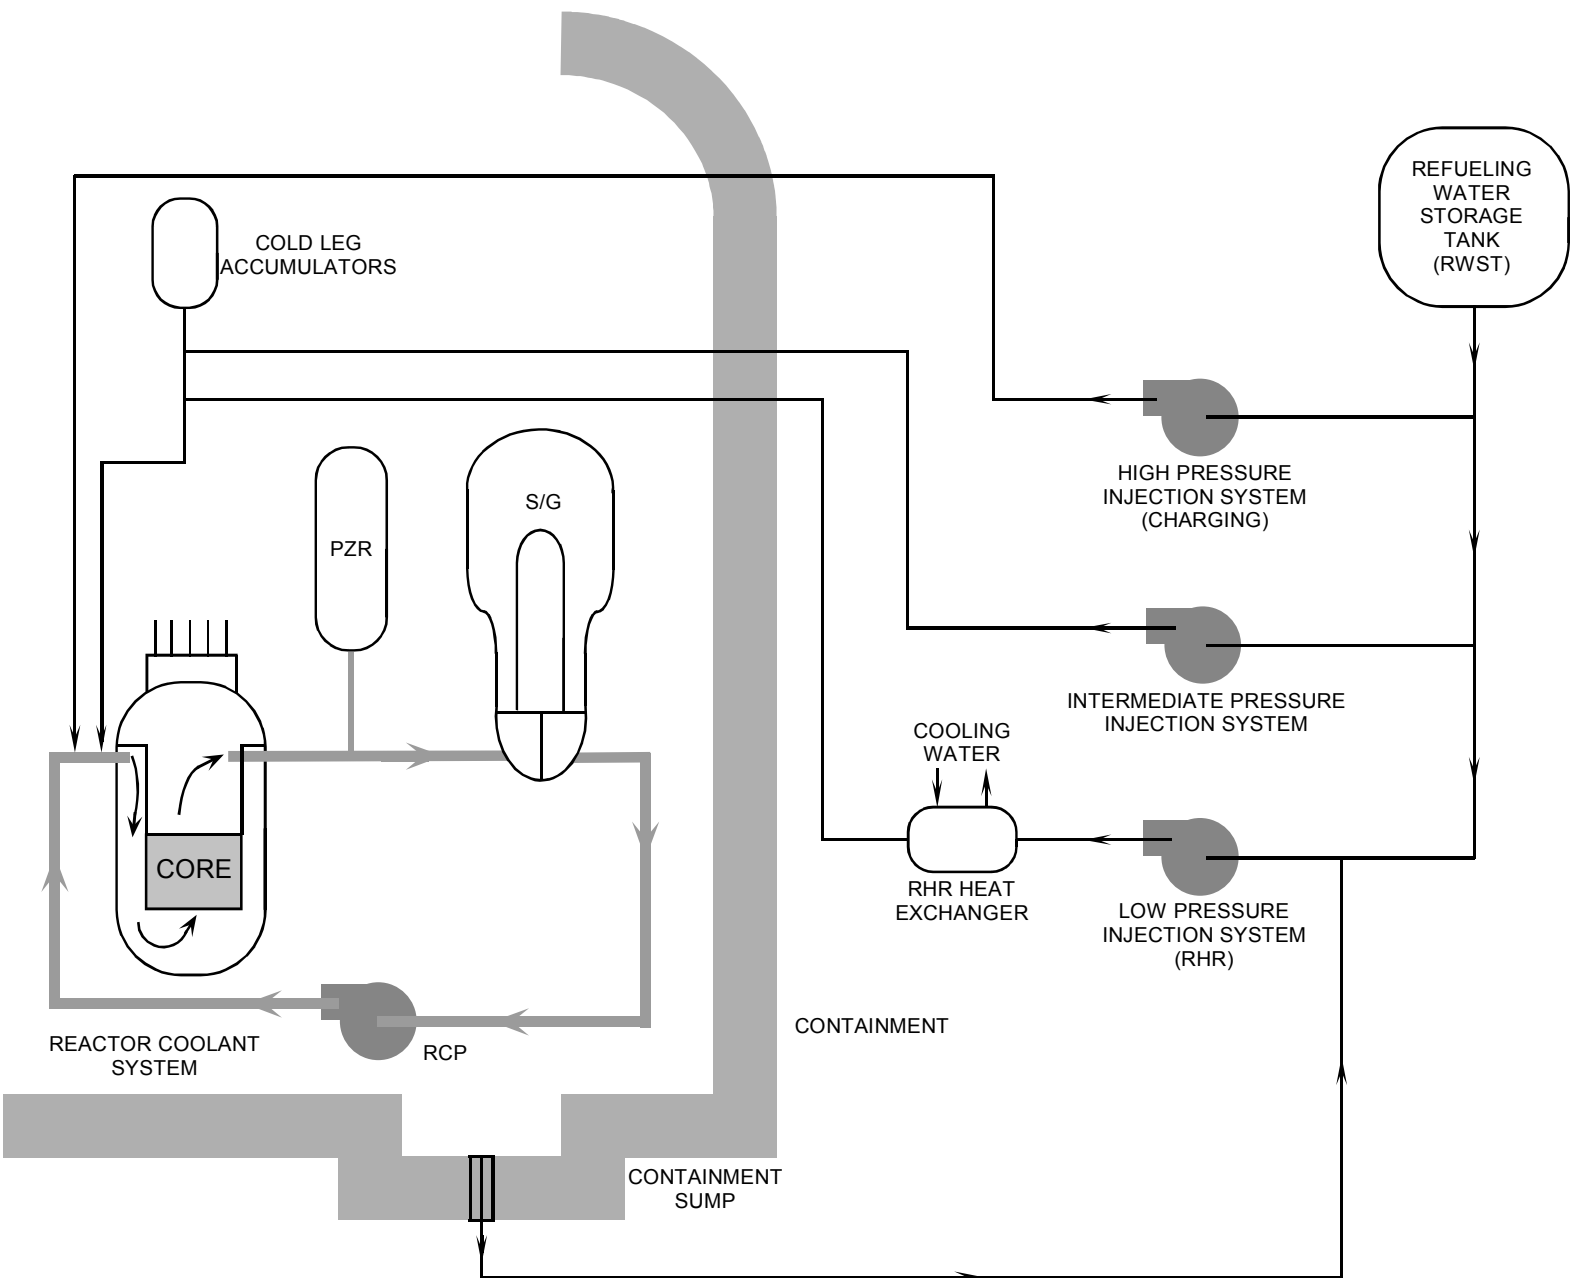 REFUELING
WATER
STORAGE
TANK
(RWST)
COLD LEG
ACCUMULATORS
HIGH PRESSURE
INJECTION SYSTEM
(CHARGING)
S/G
PZR
INTERMEDIATE PRESSURE
INJECTION SYSTEM
COOLING
WATER
CORE
RHR HEAT
EXCHANGER
LOW PRESSURE
INJECTION SYSTEM
(RHR)
CONTAINMENT
REACTOR COOLANT
SYSTEM
RCP
CONTAINMENT
SUMP